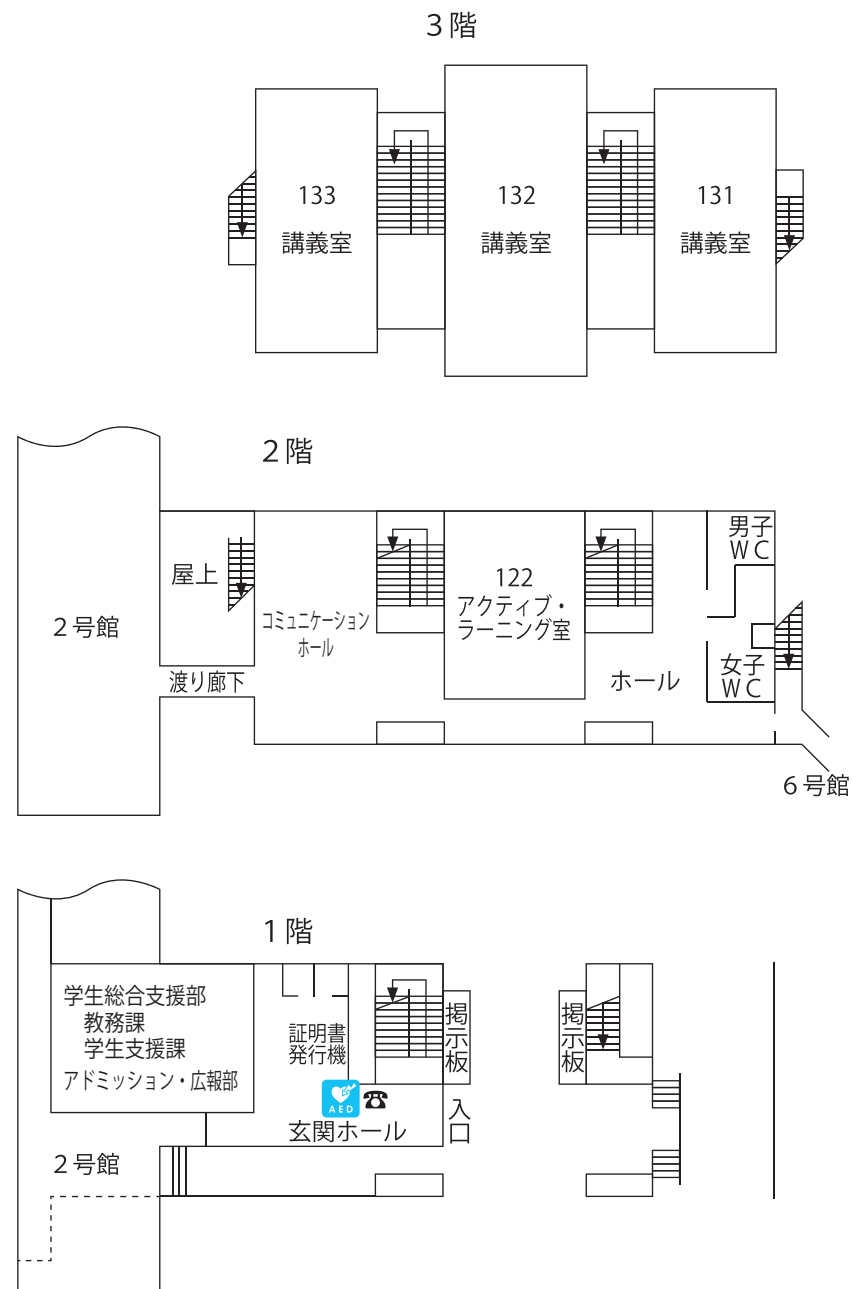 3階
133
講義室
132
講義室
131
講義室
2階
2号館
屋上
渡り廊下
コミュニケーション
ホール
122
アクティブ・
ラーニング室
ホール
男子
WC
女子
WC
6号館
1階
学生総合支援部
教務課
学生支援課
アドミッション・広報部
2号館
証明書
発行機
AED
玄関ホール
掲示板
入口
掲示板